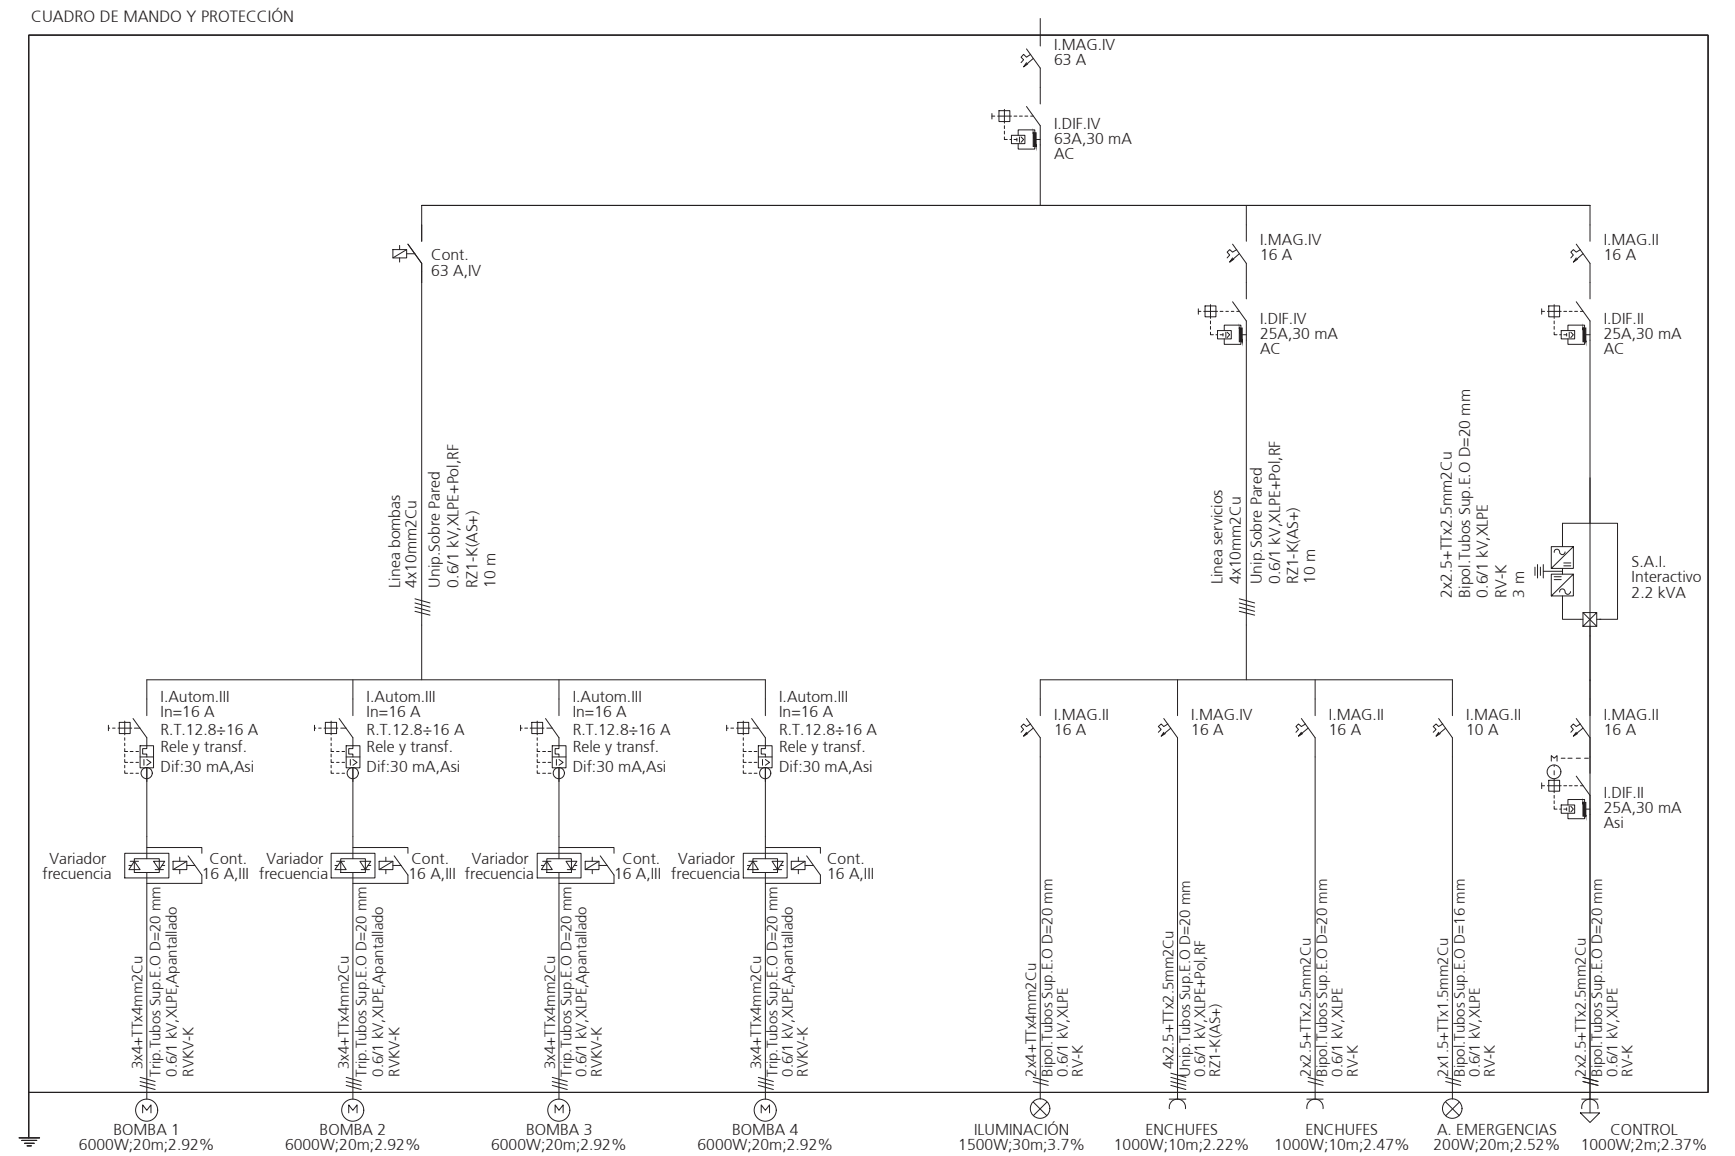 CUADRO DE MANDO Y PROTECCIÓN
I.MAG.IV
63 A
I.DIF.IV
63A,30 mA
AC
Cont.
63 A,IV
I.MAG.IV
16 A
I.DIF.IV
25A,30 mA
AC
I.MAG.II
16 A
I.DIF.II
25A,30 mA
AC
Linea bombas
4x10mm2Cu
Unip.Sobre Pared
0.6/1 kV,XLPE+Pol,RF
RZ1-K(AS+)
10 m
Linea servicios
4x10mm2Cu
Unip.Sobre Pared
0.6/1 kV,XLPE+Pol,RF
RZ1-K(AS+)
10 m
2x2.5+TTx2.5mm2Cu
Bipol.Tubos Sup.E.O D=20 mm
0.6/1 kV,XLPE
RV-K
3 m
S.A.I.
Interactivo
2.2 kVA
I.Autom.III
In=16 A
R.T.12.8÷16 A
Rele y transf.
Dif:30 mA,Asi
I.Autom.III
In=16 A
R.T.12.8÷16 A
Rele y transf.
Dif:30 mA,Asi
I.Autom.III
In=16 A
R.T.12.8÷16 A
Rele y transf.
Dif:30 mA,Asi
I.Autom.III
In=16 A
R.T.12.8÷16 A
Rele y transf.
Dif:30 mA,Asi
I.MAG.II
16 A
I.MAG.IV
16 A
I.MAG.II
16 A
I.MAG.II
10 A
I.MAG.II
16 A
M
I.DIF.II
25A,30 mA
Asi
Variador
frecuencia
Cont.
16 A,III
Variador
frecuencia
Cont.
16 A,III
Variador
frecuencia
Cont.
16 A,III
Variador
frecuencia
Cont.
16 A,III
3x4+TTx4mm2Cu
Trip.Tubos Sup.E.O D=20 mm
0.6/1 kV,XLPE,Apantallado
RVKV-K
3x4+TTx4mm2Cu
Trip.Tubos Sup.E.O D=20 mm
0.6/1 kV,XLPE,Apantallado
RVKV-K
3x4+TTx4mm2Cu
Trip.Tubos Sup.E.O D=20 mm
0.6/1 kV,XLPE,Apantallado
RVKV-K
3x4+TTx4mm2Cu
Trip.Tubos Sup.E.O D=20 mm
0.6/1 kV,XLPE,Apantallado
RVKV-K
2x4+TTx4mm2Cu
Bipol.Tubos Sup.E.O D=20 mm
0.6/1 kV,XLPE
RV-K
4x2.5+TTx2.5mm2Cu
Unip.Tubos Sup.E.O D=20 mm
0.6/1 kV,XLPE+Pol,RF
RZ1-K(AS+)
2x2.5+TTx2.5mm2Cu
Bipol.Tubos Sup.E.O D=20 mm
0.6/1 kV,XLPE
RV-K
2x1.5+TTx1.5mm2Cu
Bipol.Tubos Sup.E.O D=16 mm
0.6/1 kV,XLPE
RV-K
2x2.5+TTx2.5mm2Cu
Bipol.Tubos Sup.E.O D=20 mm
0.6/1 kV,XLPE
RV-K
M
BOMBA 1
6000W;20m;2.92%
M
BOMBA 2
6000W;20m;2.92%
M
BOMBA 3
6000W;20m;2.92%
M
BOMBA 4
6000W;20m;2.92%
ILUMINACIÓN
1500W;30m;3.7%
ENCHUFES
1000W;10m;2.22%
ENCHUFES
1000W;10m;2.47%
A. EMERGENCIAS
200W;20m;2.52%
CONTROL
1000W;2m;2.37%